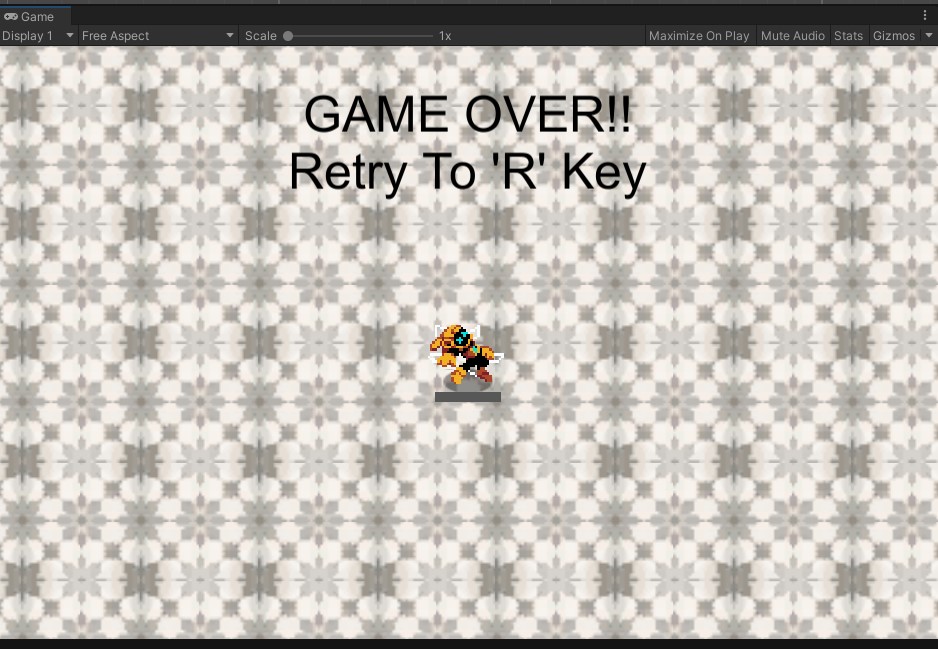 Game
Display 1 Free Aspect Scale 1x Maximize On Play Mute Audio Stats Gizmos
GAME OVER!!
Retry To 'R' Key